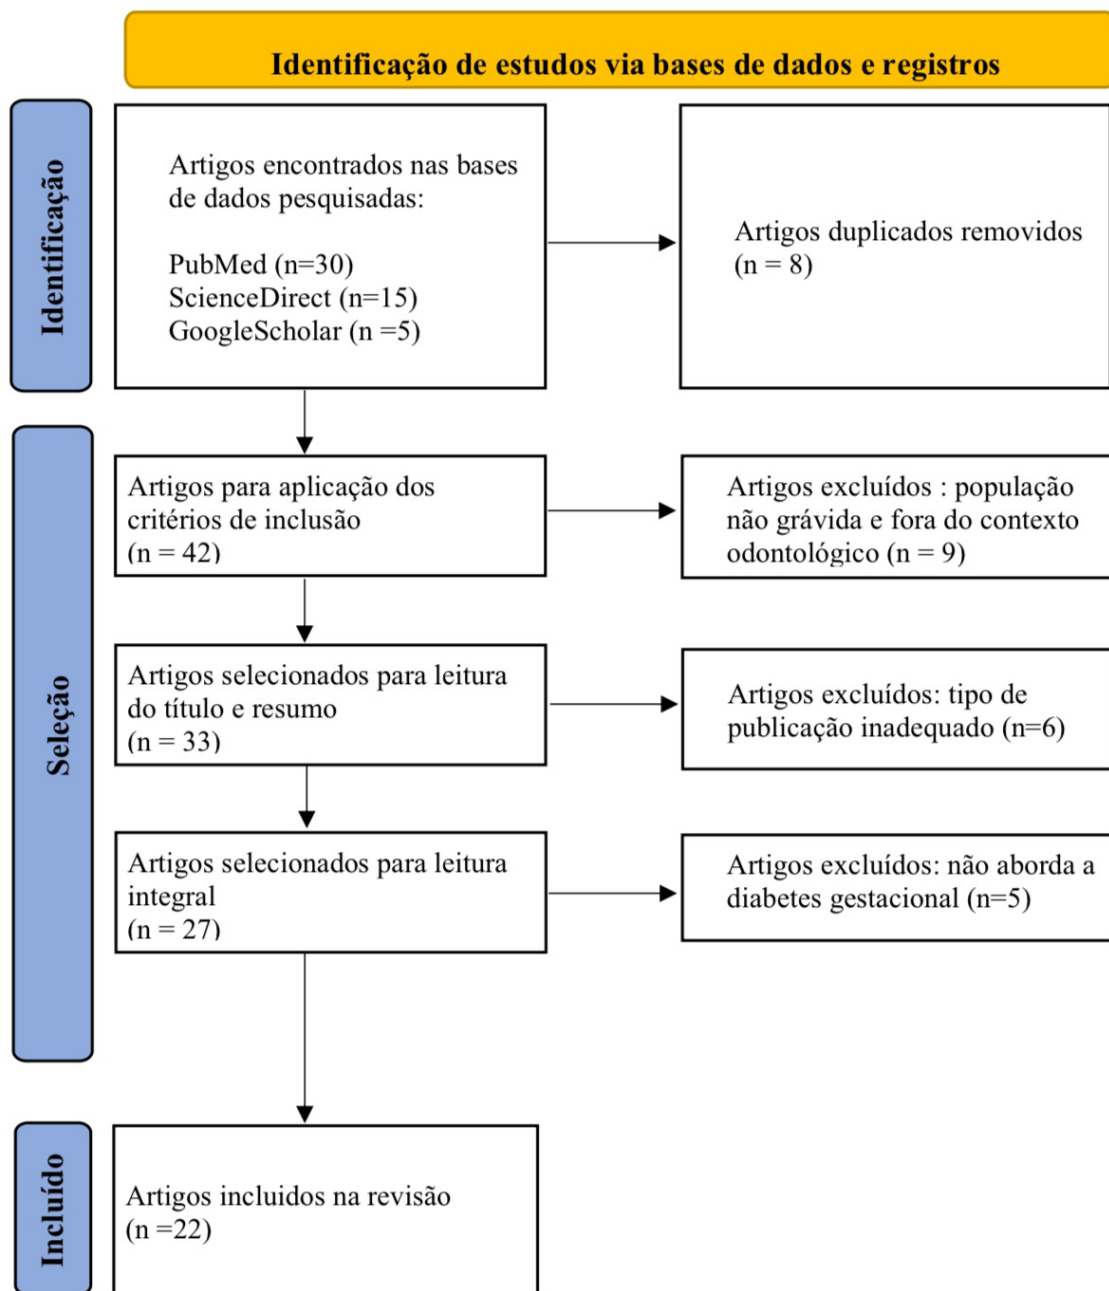 Identificação de estudos via bases de dados e registros
Identificação
Artigos encontrados nas bases
de dados pesquisadas:
PubMed (n=30)
ScienceDirect (n=15)
GoogleScholar (n =5)
Artigos duplicados removidos
(n = 8)
Seleção
Artigos para aplicação dos
critérios de inclusão
(n = 42)
Artigos excluídos : população
não grávida e fora do contexto
odontológico (n = 9)
Artigos selecionados para leitura
do título e resumo
(n = 33)
Artigos excluídos: tipo de
publicação inadequado (n=6)
Artigos selecionados para leitura
integral
(n = 27)
Artigos excluídos: não aborda a
diabetes gestacional (n=5)
Incluído
Artigos incluidos na revisão
(n =22)